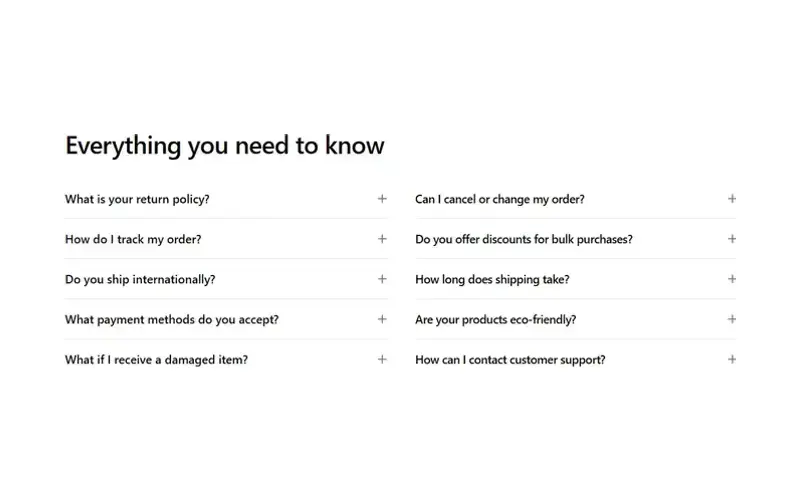 Everything you need to know
What is your return policy?
How do I track my order?
Do you ship internationally?
What payment methods do you accept?
What if I receive a damaged item?
Can I cancel or change my order?
Do you offer discounts for bulk purchases?
How long does shipping take?
Are your products eco-friendly?
How can I contact customer support?